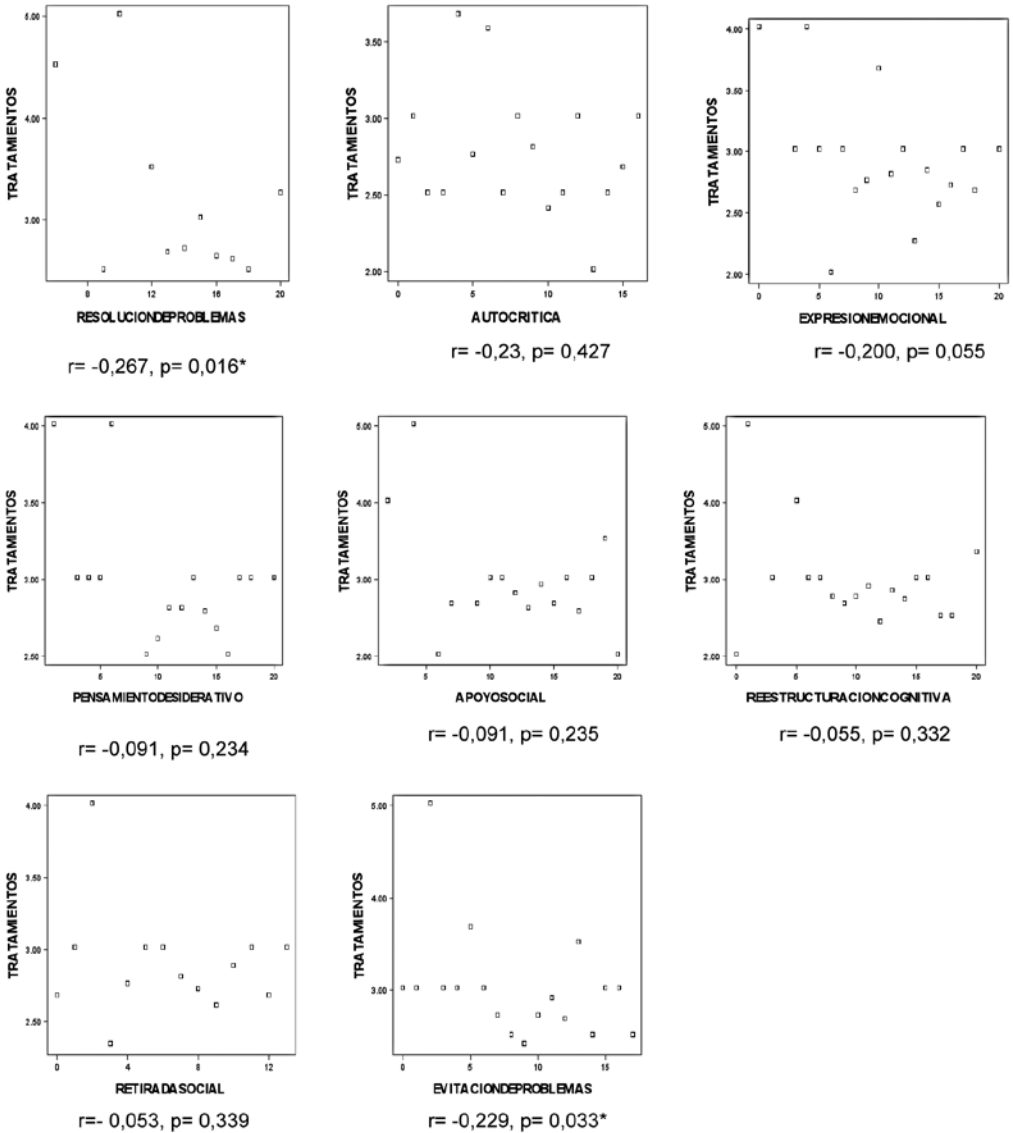 5.00
4.00
3.00
TRATAMIENTOS
8 12 16 20
RESOLUCIONDEPROBLEMAS
r= -0,267, p= 0,016*
3.50
3.00
2.50
2.00
TRATAMIENTOS
0 5 10 15
AUTOCRITICA
r= -0,23, p= 0,427
4.00
3.50
3.00
2.50
2.00
TRATAMIENTOS
0 5 10 15 20
EXPRESIONEMOCIONAL
r= -0,200, p= 0,055
4.00
3.50
3.00
2.50
TRATAMIENTOS
5 10 15 20
PENSAMIENTODESIDERATIVO
r= -0,091, p= 0,234
5.00
4.00
3.00
2.00
TRATAMIENTOS
5 10 15 20
APOYOSOCIAL
r= -0,091, p= 0,235
5.00
4.00
3.00
2.00
TRATAMIENTOS
0 5 10 15 20
REESTRUCTURACIONCOGNITIVA
r= -0,055, p= 0,332
4.00
3.50
3.00
2.50
TRATAMIENTOS
0 4 8 12
RETIRADASOCIAL
r=- 0,053, p= 0,339
5.00
4.00
3.00
TRATAMIENTOS
0 5 10 15
EVITACIONDEPROBLEMAS
r= -0,229, p= 0,033*